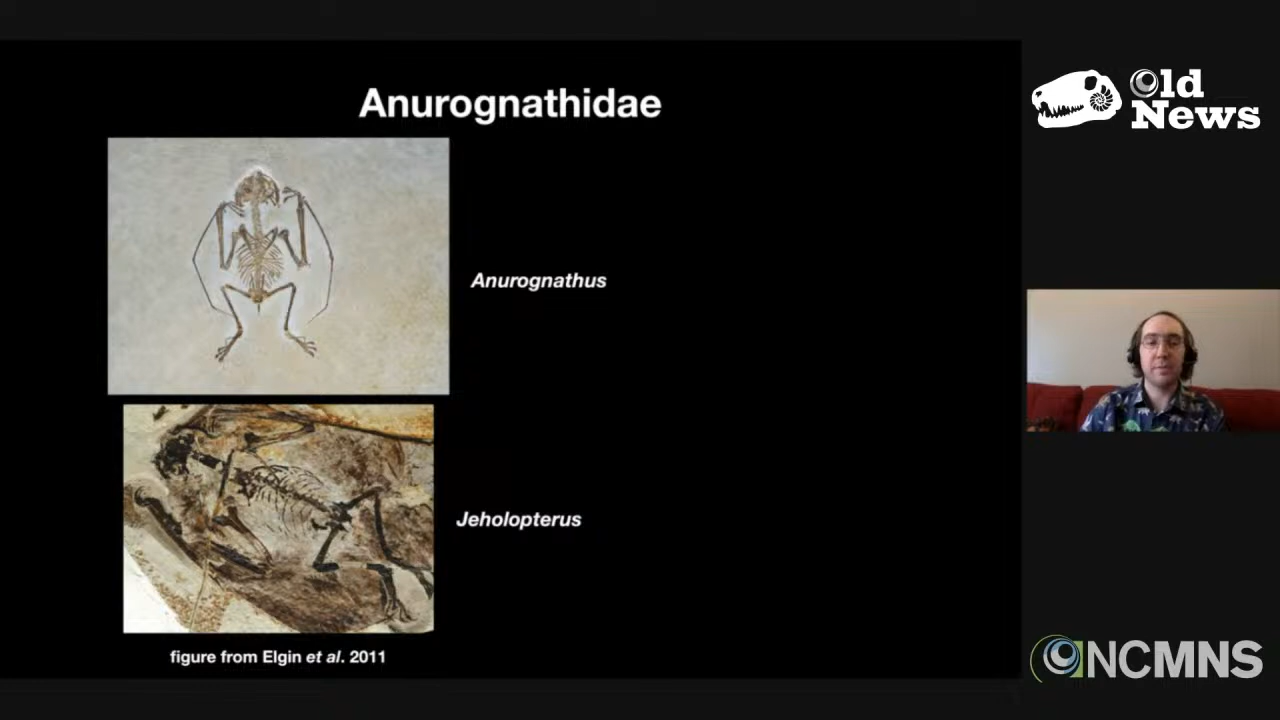 Anurognathidae
Anurognathus
Jeholopterus
figure from Elgin et al. 2011
Old
News
NCMNS